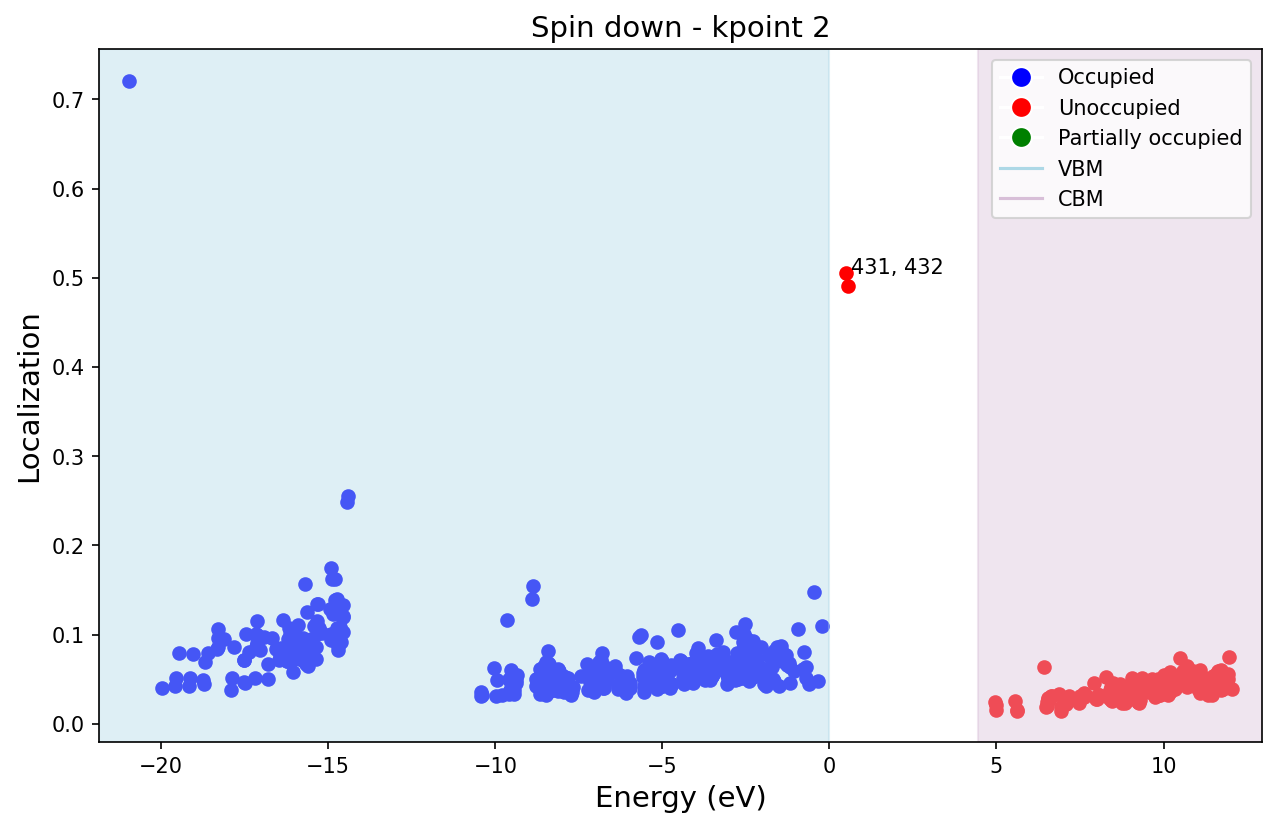 Spin down - kpoint 2
Occupied
Unoccupied
Partially occupied
VBM
CBM
431, 432
Localization
0.7
0.6
0.5
0.4
0.3
0.2
0.1
0.0
−20
−15
−10
−5
0
5
10
Energy (eV)